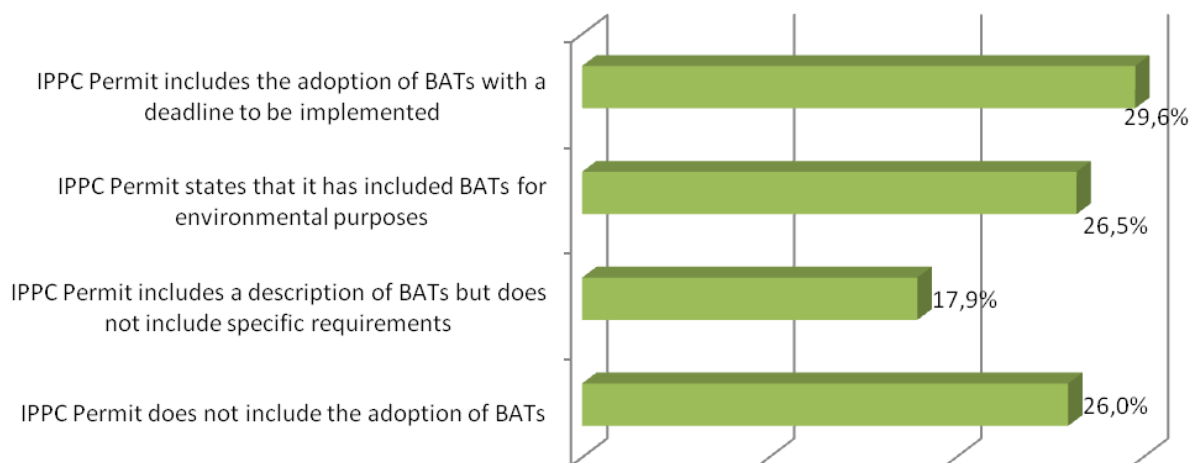 IPPC Permit includes the adoption of BATs with a
deadline to be implemented
29,6%
IPPC Permit states that it has included BATs for
environmental purposes
26,5%
IPPC Permit includes a description of BATs but does
not include specific requirements
17,9%
IPPC Permit does not include the adoption of BATs
26,0%